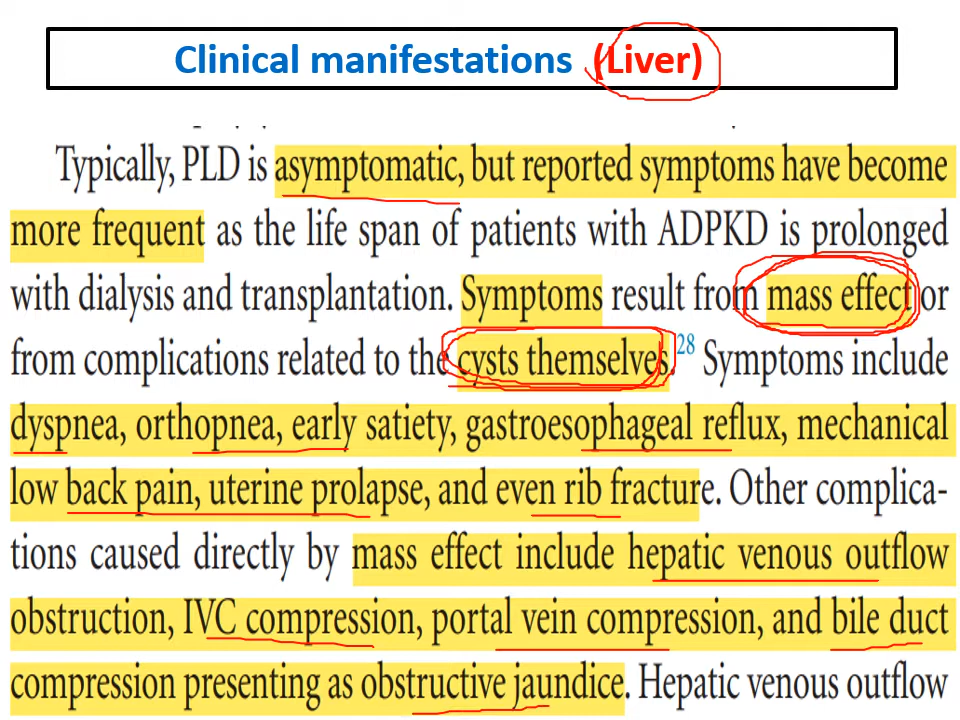 Clinical manifestations (Liver)
Typically, PLD is asymptomatic, but reported symptoms have become
more frequent as the life span of patients with ADPKD is prolonged
with dialysis and transplantation. Symptoms result from mass effect or
from complications related to the cysts themselves.28 Symptoms include
dyspnea, orthopnea, early satiety, gastroesophageal reflux, mechanical
low back pain, uterine prolapse, and even rib fracture. Other complica-
tions caused directly by mass effect include hepatic venous outflow
obstruction, IVC compression, portal vein compression, and bile duct
compression presenting as obstructive jaundice. Hepatic venous outflow